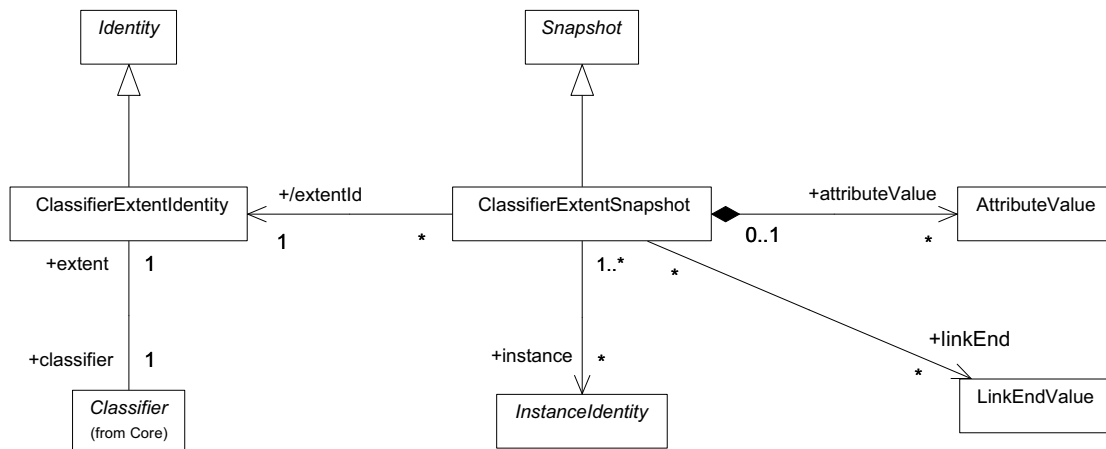 Identity
Snapshot
ClassifierExtentIdentity
+/extentId
ClassifierExtentSnapshot
+attributeValue
AttributeValue
1
*
0..1
*
+extent
1
1..*
*
+classifier
1
+instance
*
+linkEnd
*
Classifier
(from Core)
InstanceIdentity
LinkEndValue